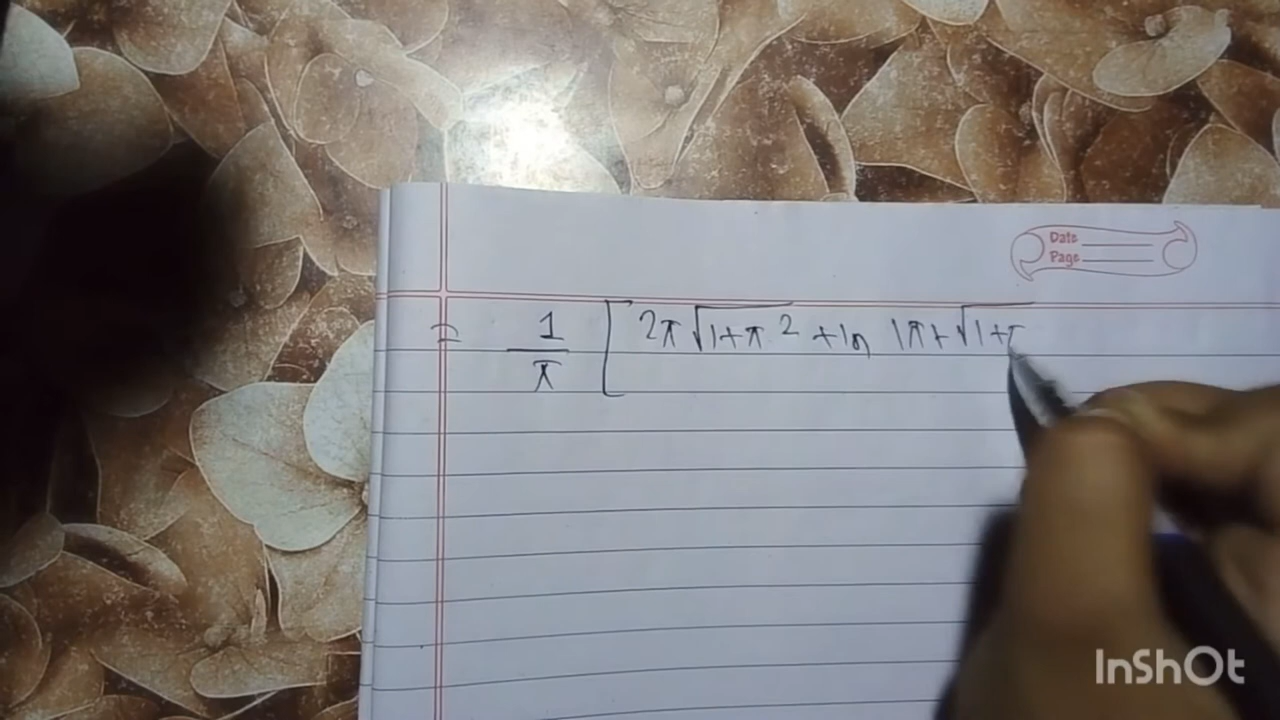 Date
Page
=) 1/π [ 2π√1+π² + ln |π+√1+π
InShOt